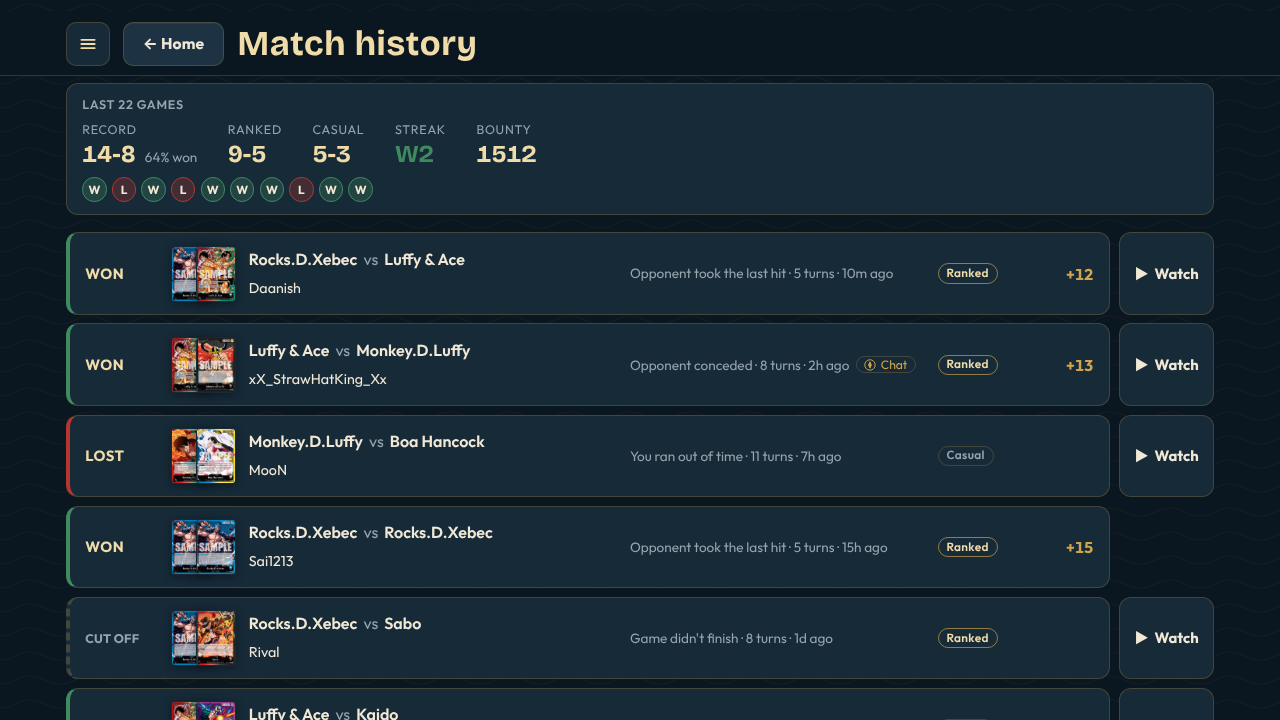 ← Home
Match history
LAST 22 GAMES
RECORD RANKED CASUAL STREAK BOUNTY
14-8 64% won 9-5 5-3 W2 1512
W L W L W W W L W W
WON
Rocks.D.Xebec vs Luffy & Ace
Daanish
Opponent took the last hit · 5 turns · 10m ago
Ranked
+12
▶ Watch
WON
Luffy & Ace vs Monkey.D.Luffy
xX_StrawHatKing_Xx
Opponent conceded · 8 turns · 2h ago
Chat
Ranked
+13
▶ Watch
LOST
Monkey.D.Luffy vs Boa Hancock
MooN
You ran out of time · 11 turns · 7h ago
Casual
▶ Watch
WON
Rocks.D.Xebec vs Rocks.D.Xebec
Sai1213
Opponent took the last hit · 5 turns · 15h ago
Ranked
+15
CUT OFF
Rocks.D.Xebec vs Sabo
Rival
Game didn't finish · 8 turns · 1d ago
Ranked
▶ Watch
Luffy & Ace vs Kaido